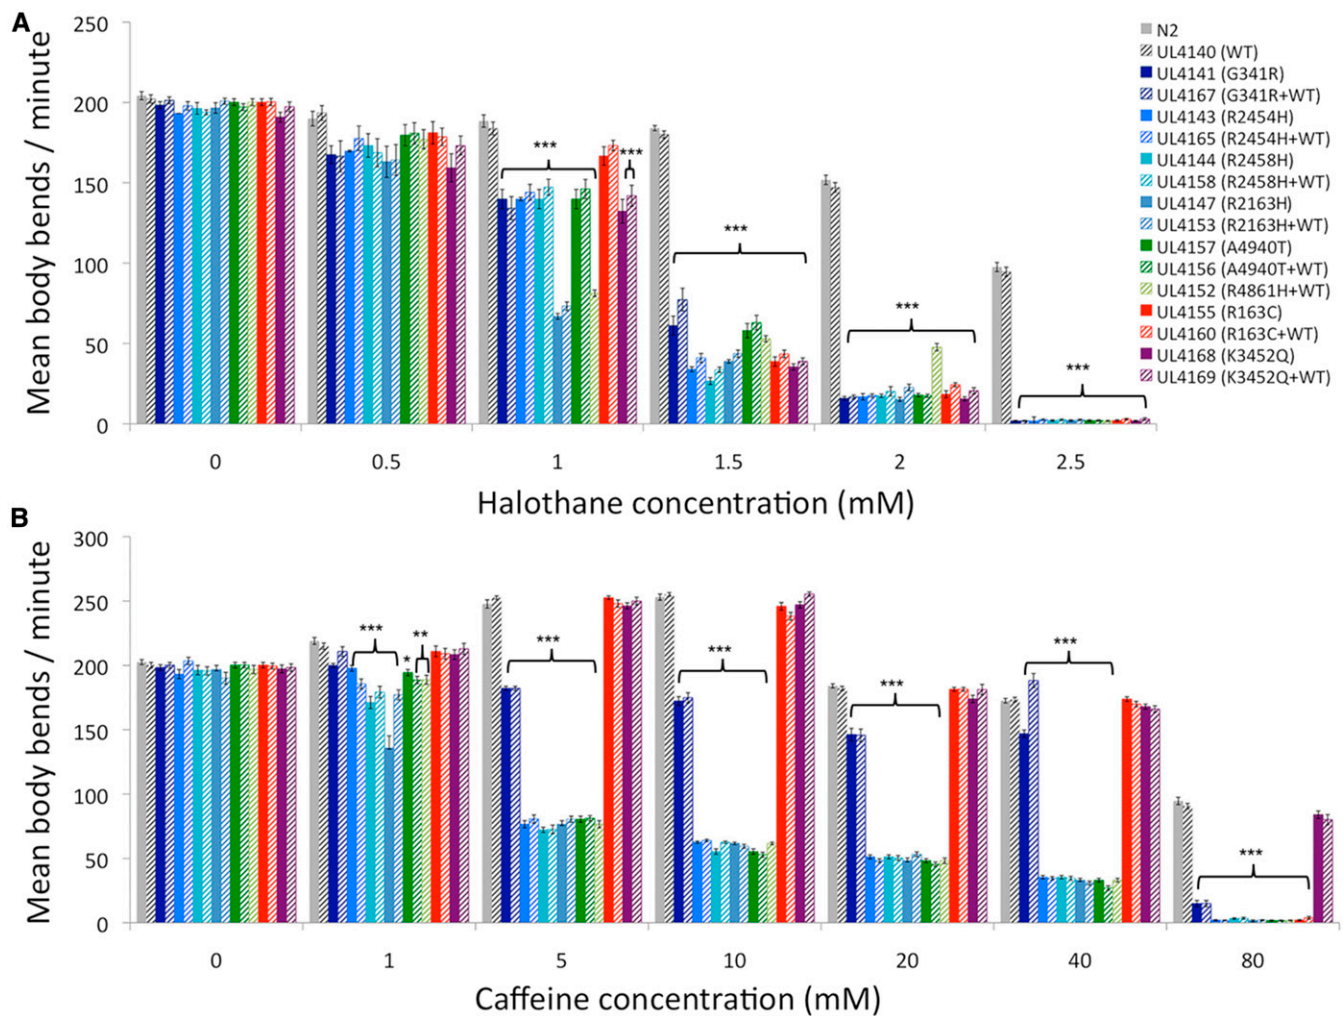 A
Mean body bends / minute
250
200
150
100
50
0
***
***
***
***
***
0 0.5 1 1.5 2 2.5
Halothane concentration (mM)
N2
UL4140 (WT)
UL4141 (G341R)
UL4167 (G341R+WT)
UL4143 (R2454H)
UL4165 (R2454H+WT)
UL4144 (R2458H)
UL4158 (R2458H+WT)
UL4147 (R2163H)
UL4153 (R2163H+WT)
UL4157 (A4940T)
UL4156 (A4940T+WT)
UL4152 (R4861H+WT)
UL4155 (R163C)
UL4160 (R163C+WT)
UL4168 (K3452Q)
UL4169 (K3452Q+WT)
B
Mean body bends / minute
300
250
200
150
100
50
0
***
*
**
***
***
***
***
***
0 1 5 10 20 40 80
Caffeine concentration (mM)